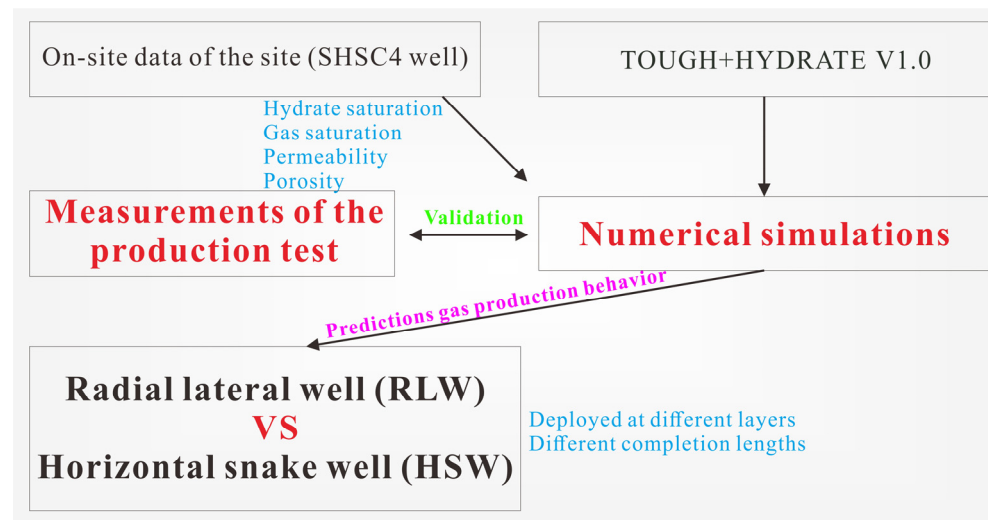 On-site data of the site (SHSC4 well)
TOUGH+HYDRATE V1.0
Hydrate saturation
Gas saturation
Permeability
Porosity
Measurements of the
production test
Validation
Numerical simulations
Predictions gas production behavior
Radial lateral well (RLW)
VS
Horizontal snake well (HSW)
Deployed at different layers
Different completion lengths